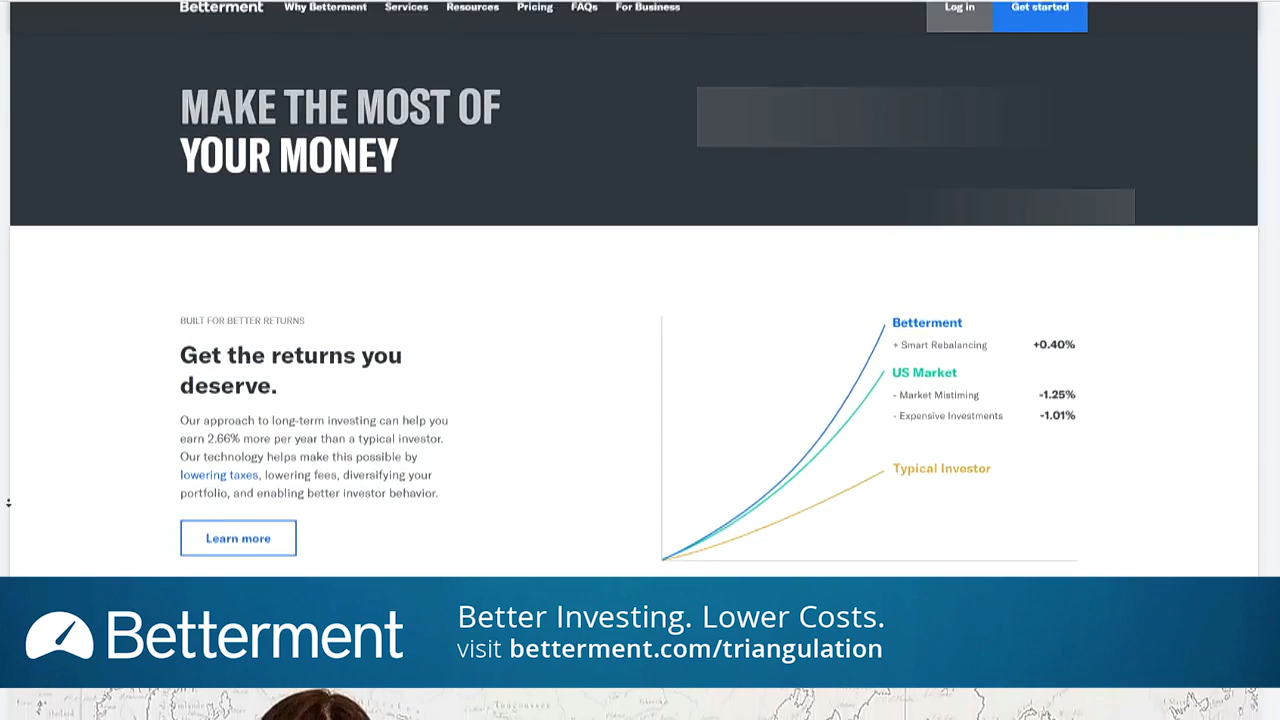 Betterment Why Betterment Services Resources Pricing FAQs For Business Log in Get started
MAKE THE MOST OF
YOUR MONEY
BUILT FOR BETTER RETURNS
Get the returns you
deserve.
Our approach to long-term investing can help you
earn 2.66% more per year than a typical investor.
Our technology helps make this possible by
lowering taxes, lowering fees, diversifying your
portfolio, and enabling better investor behavior.
Learn more
Betterment
+ Smart Rebalancing +0.40%
US Market
- Market Mistiming -1.25%
- Expensive Investments -1.01%
Typical Investor
Betterment
Better Investing. Lower Costs.
visit betterment.com/triangulation